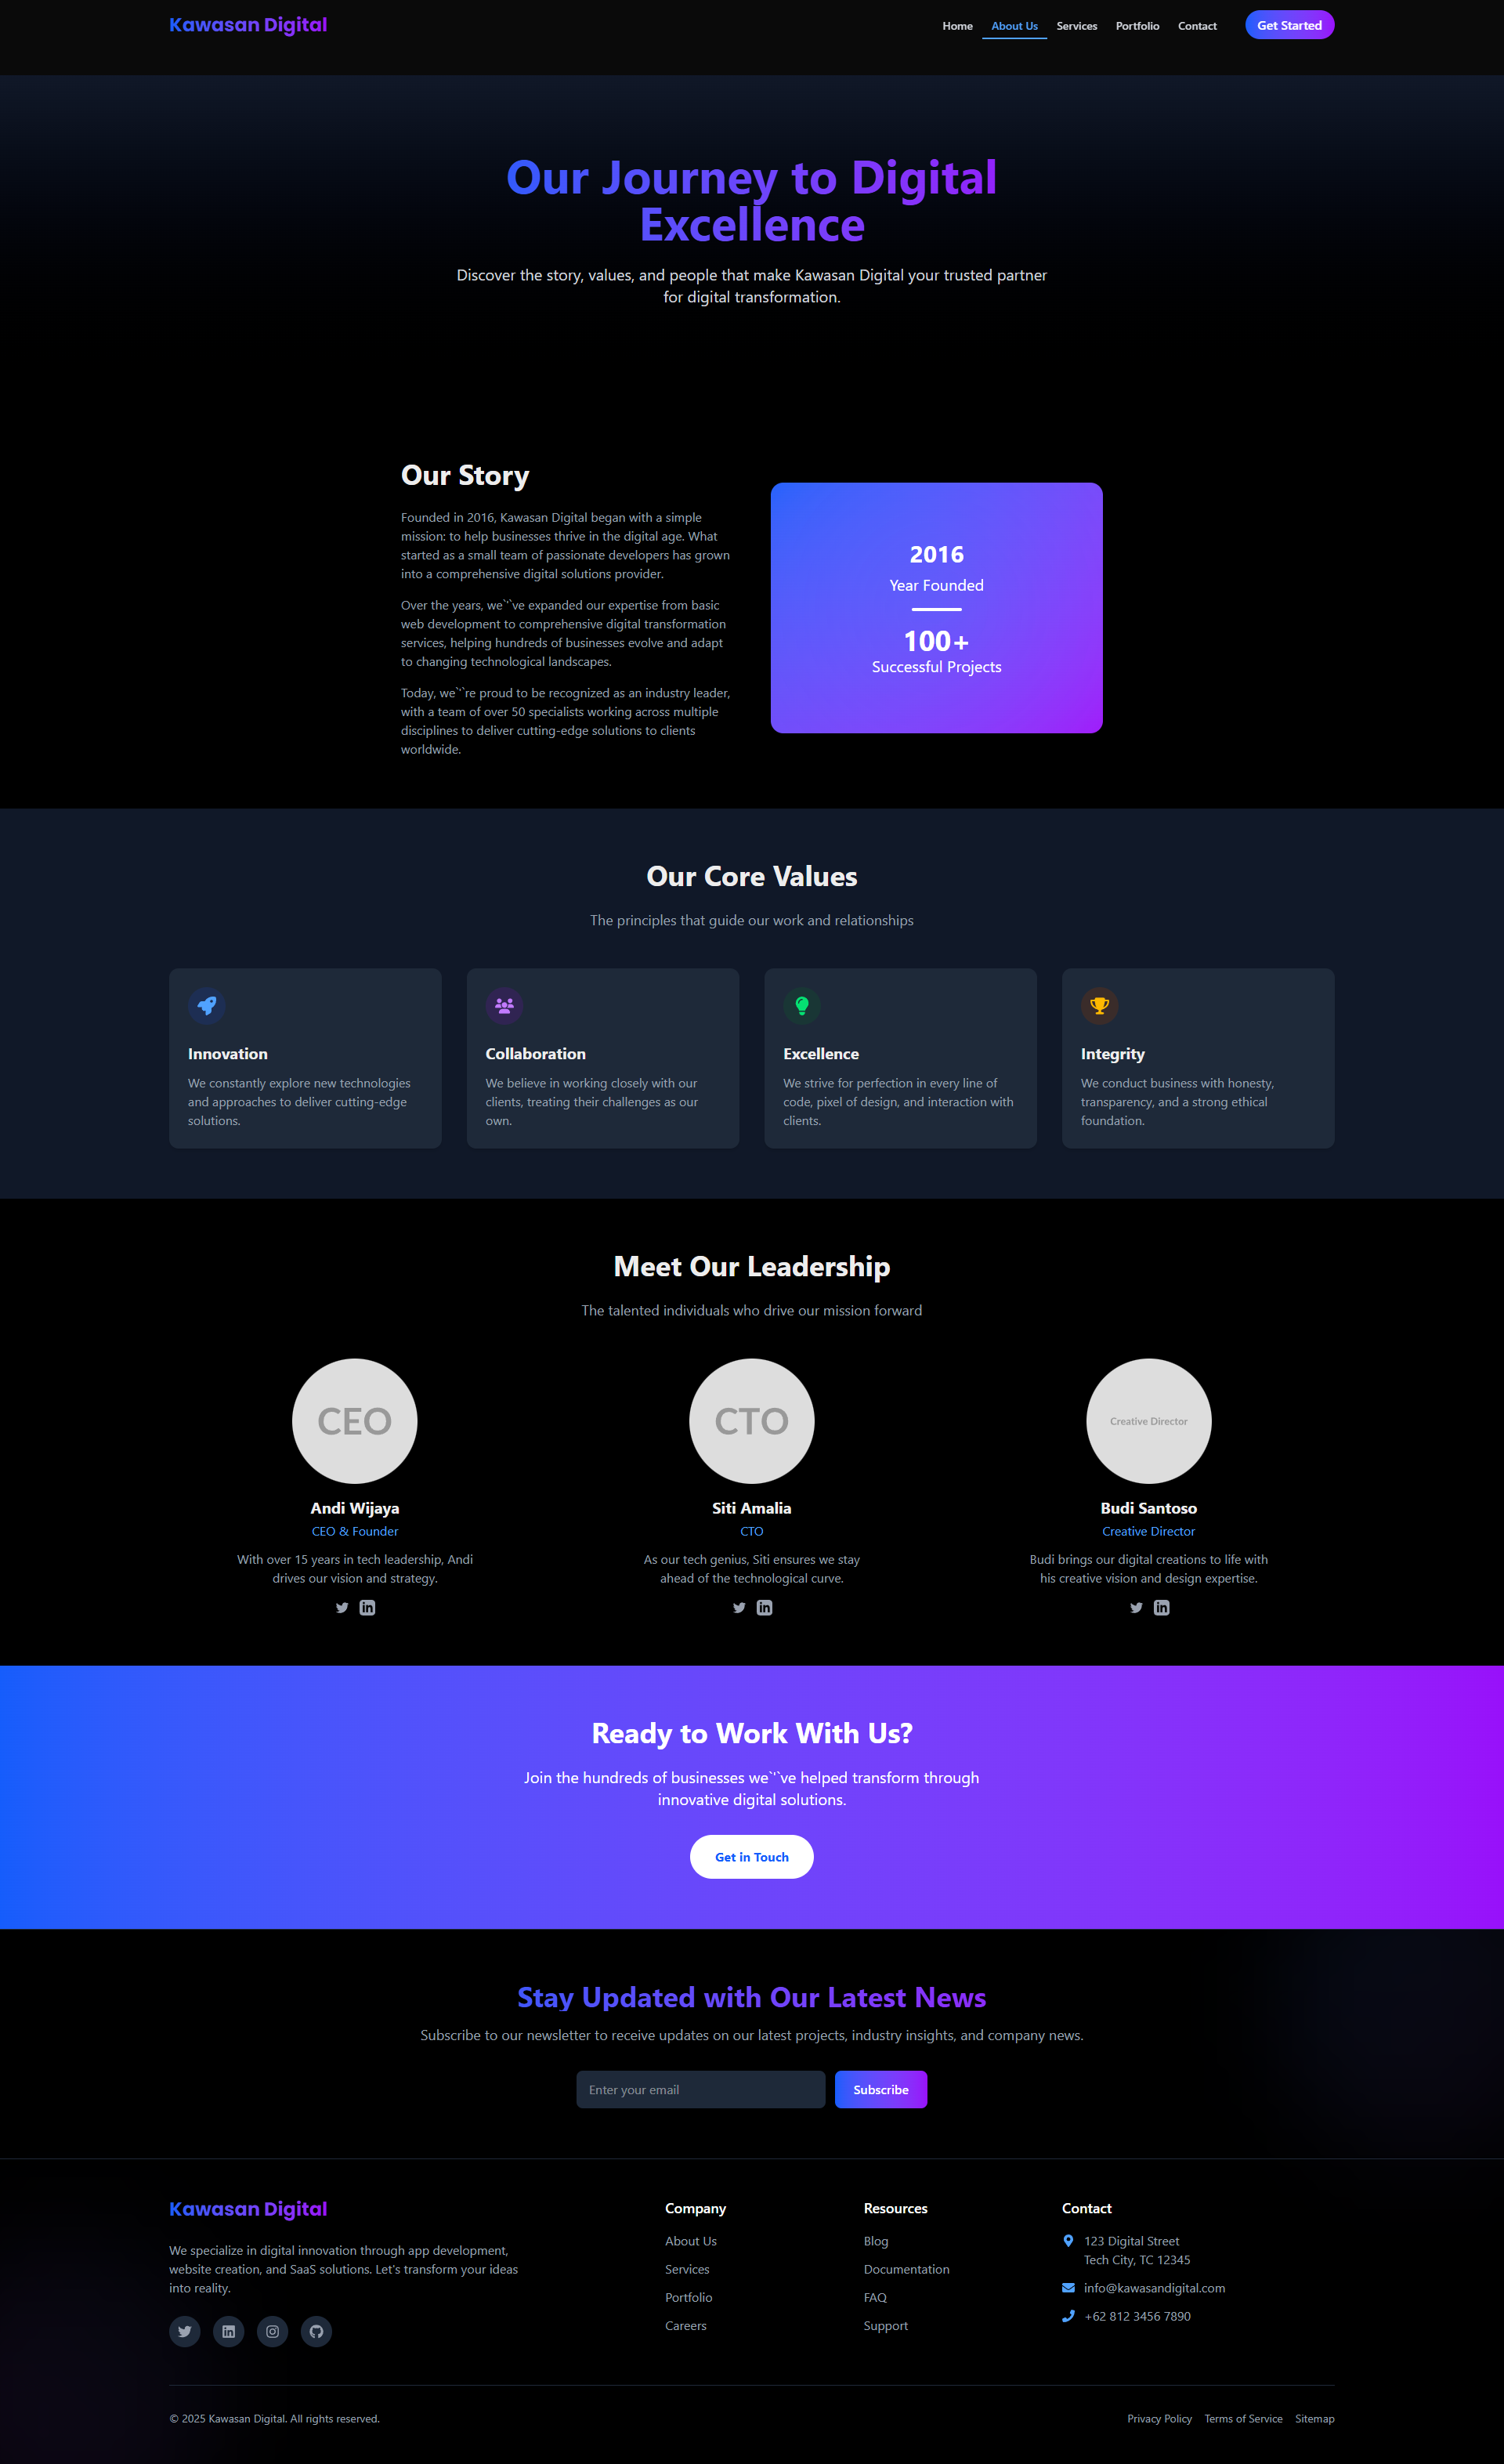 Kawasan Digital
Home
About Us
Services
Portfolio
Contact
Get Started
Our Journey to Digital
Excellence
Discover the story, values, and people that make Kawasan Digital your trusted partner
for digital transformation.
Our Story
Founded in 2016, Kawasan Digital began with a simple
mission: to help businesses thrive in the digital age. What
started as a small team of passionate developers has grown
into a comprehensive digital solutions provider.
Over the years, we`'`ve expanded our expertise from basic
web development to comprehensive digital transformation
services, helping hundreds of businesses evolve and adapt
to changing technological landscapes.
Today, we`'`re proud to be recognized as an industry leader,
with a team of over 50 specialists working across multiple
disciplines to deliver cutting-edge solutions to clients
worldwide.
2016
Year Founded
100+
Successful Projects
Our Core Values
The principles that guide our work and relationships
Innovation
We constantly explore new technologies
and approaches to deliver cutting-edge
solutions.
Collaboration
We believe in working closely with our
clients, treating their challenges as our
own.
Excellence
We strive for perfection in every line of
code, pixel of design, and interaction with
clients.
Integrity
We conduct business with honesty,
transparency, and a strong ethical
foundation.
Meet Our Leadership
The talented individuals who drive our mission forward
CEO
Andi Wijaya
CEO & Founder
With over 15 years in tech leadership, Andi
drives our vision and strategy.
CTO
Siti Amalia
CTO
As our tech genius, Siti ensures we stay
ahead of the technological curve.
Creative Director
Budi Santoso
Creative Director
Budi brings our digital creations to life with
his creative vision and design expertise.
Ready to Work With Us?
Join the hundreds of businesses we`'`ve helped transform through
innovative digital solutions.
Get in Touch
Stay Updated with Our Latest News
Subscribe to our newsletter to receive updates on our latest projects, industry insights, and company news.
Enter your email
Subscribe
Kawasan Digital
We specialize in digital innovation through app development,
website creation, and SaaS solutions. Let's transform your ideas
into reality.
Company
About Us
Services
Portfolio
Careers
Resources
Blog
Documentation
FAQ
Support
Contact
123 Digital Street
Tech City, TC 12345
info@kawasandigital.com
+62 812 3456 7890
© 2025 Kawasan Digital. All rights reserved.
Privacy Policy
Terms of Service
Sitemap